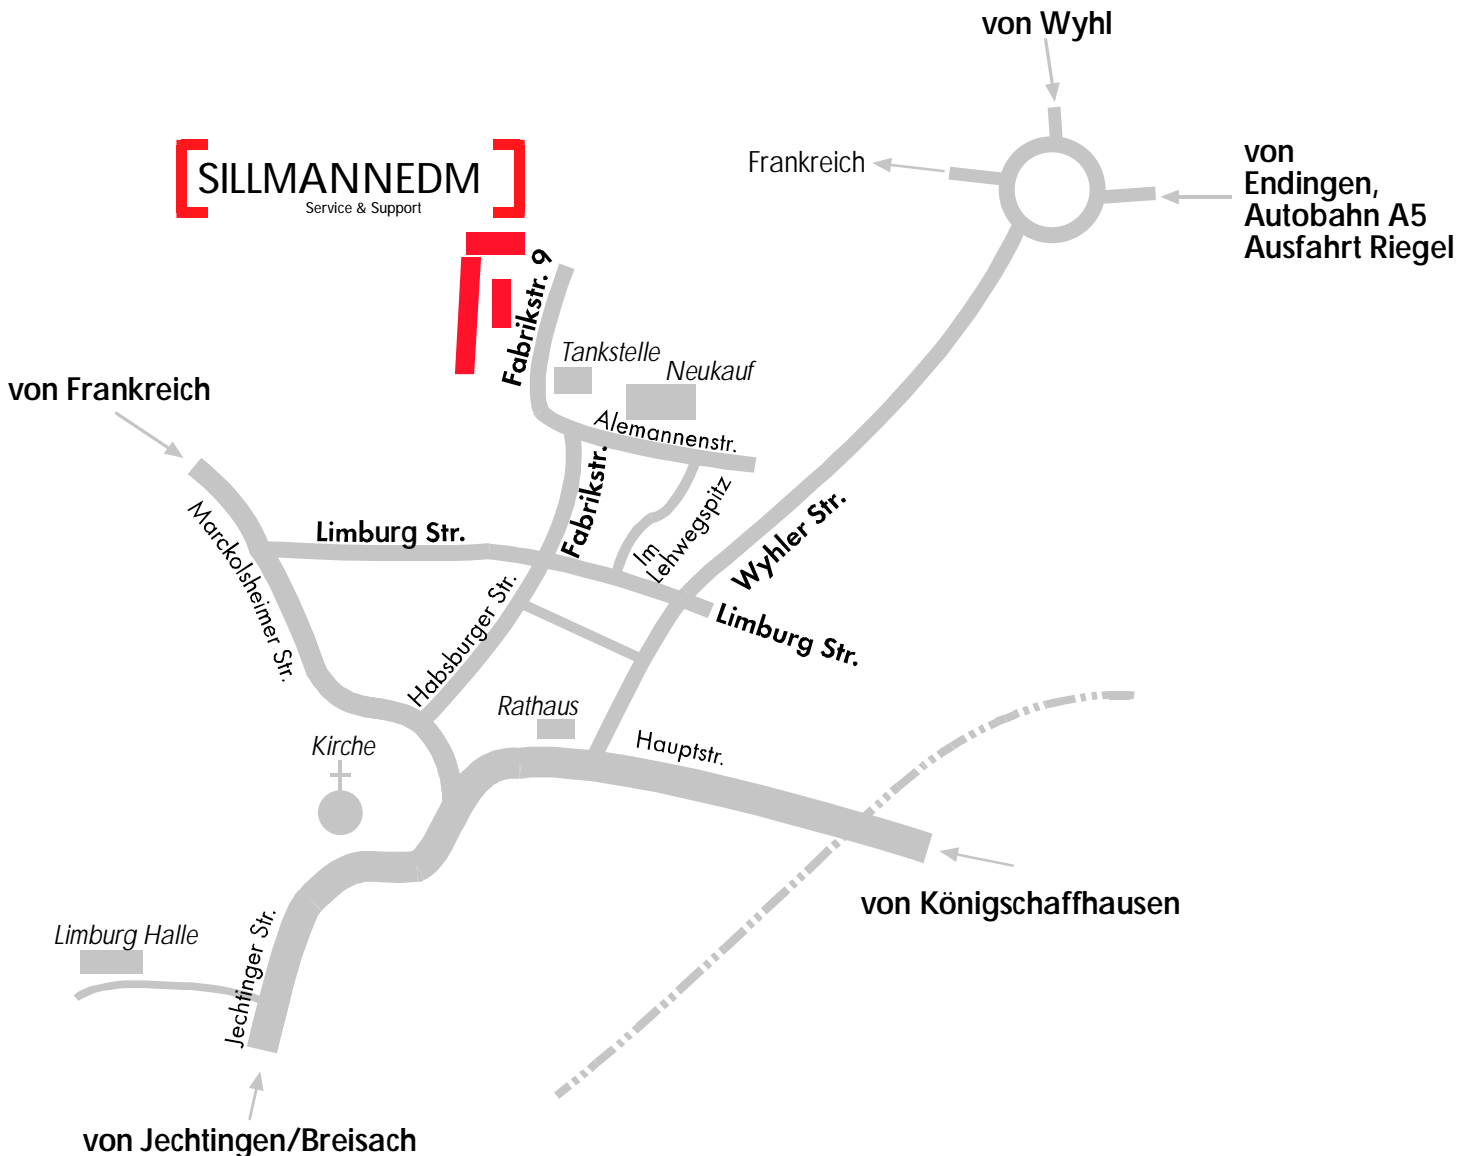 von Wyhl
Frankreich
von
Endingen,
Autobahn A5
Ausfahrt Riegel
SILLMANNEDM
Service & Support
Fabrikstr. 9
Tankstelle
Neukauf
von Frankreich
Alemannenstr.
Fabrikstr.
Marckolsheimer Str.
Limburg Str.
Im
Lehwegspitz
Wyhler Str.
Habsburger Str.
Limburg Str.
Rathaus
Kirche
Hauptstr.
von Königschaffhausen
Limburg Halle
Jechtinger Str.
von Jechtingen/Breisach